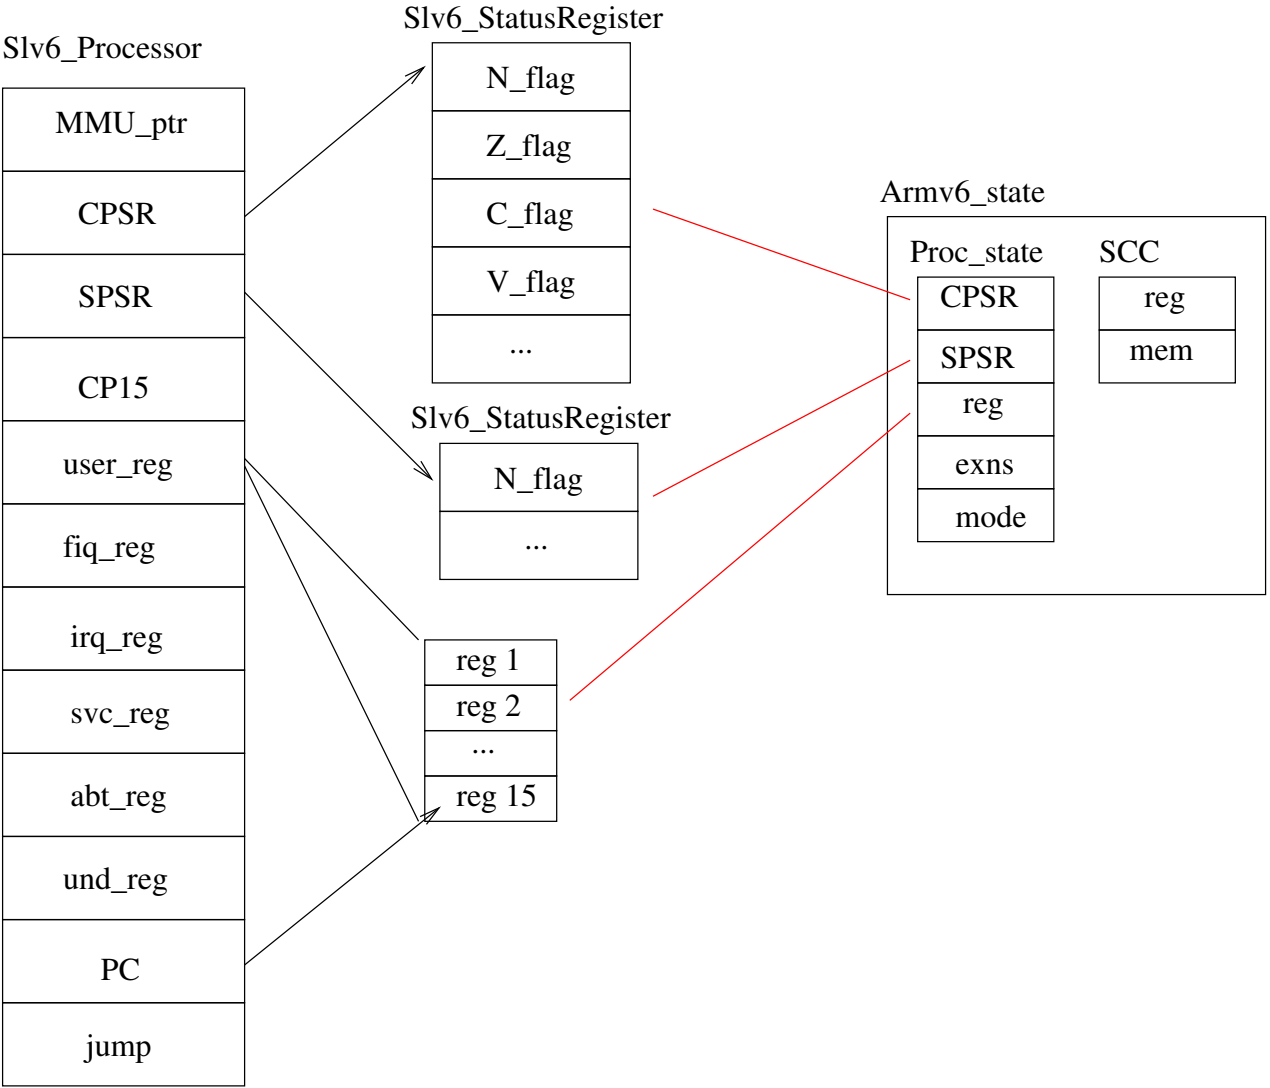 Slv6_Processor
MMU_ptr
CPSR
SPSR
CP15
user_reg
fiq_reg
irq_reg
svc_reg
abt_reg
und_reg
PC
jump
Slv6_StatusRegister
N_flag
Z_flag
C_flag
V_flag
...
Slv6_StatusRegister
N_flag
...
reg 1
reg 2
...
reg 15
Armv6_state
Proc_state
CPSR
SPSR
reg
exns
mode
SCC
reg
mem